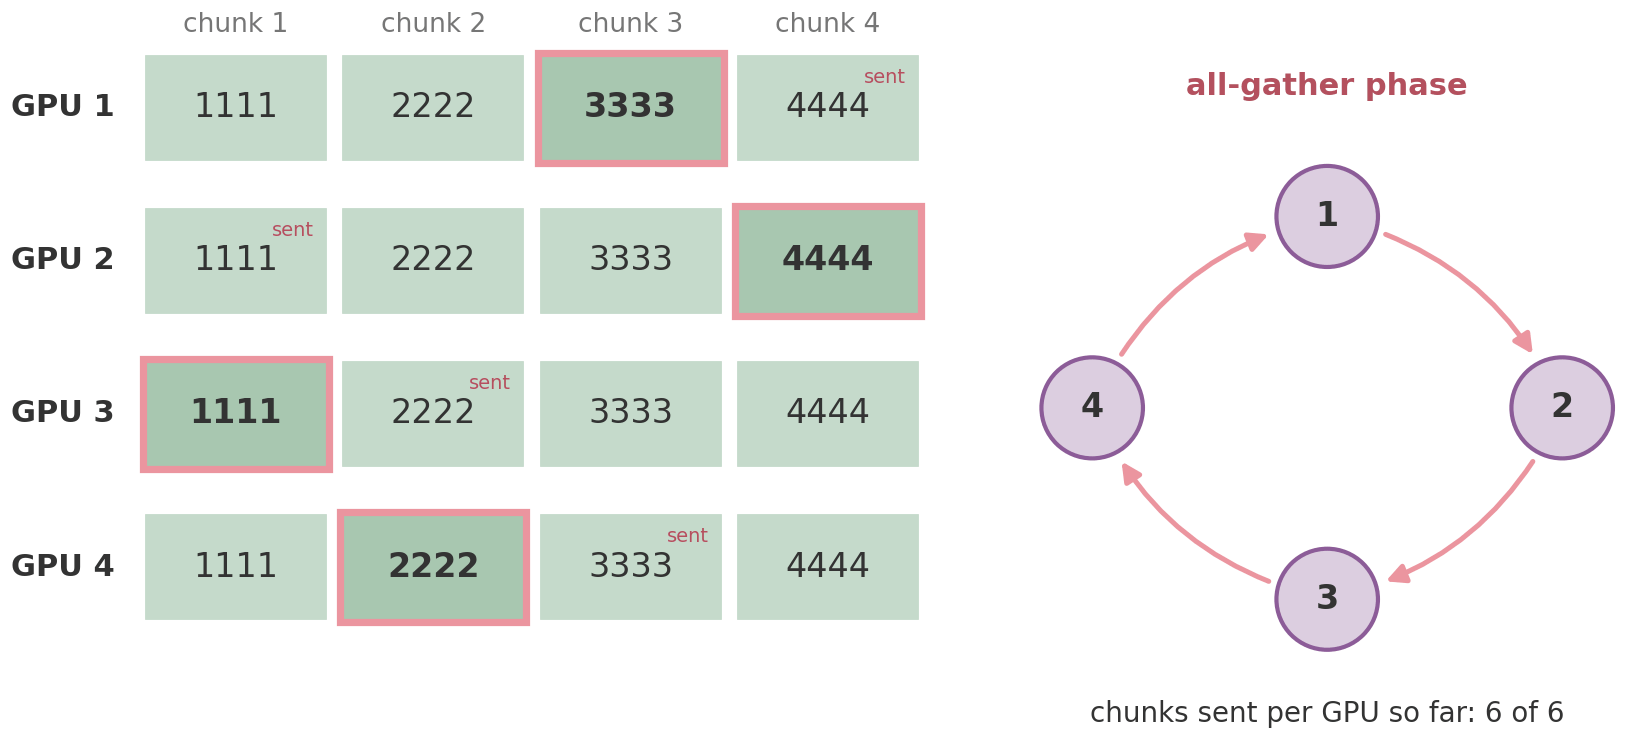 chunk 1 chunk 2 chunk 3 chunk 4
GPU 1 1111 2222 3333 4444 sent
GPU 2 1111 sent 2222 3333 4444
GPU 3 1111 2222 sent 3333 4444
GPU 4 1111 2222 3333 sent 4444
all-gather phase
1
4 2
3
chunks sent per GPU so far: 6 of 6